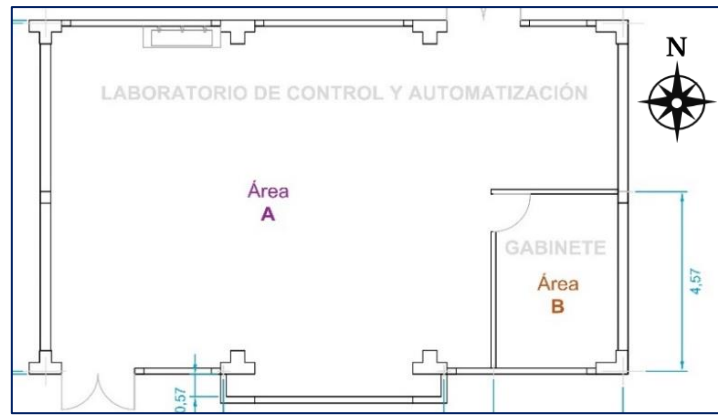 N
LABORATORIO DE CONTROL Y AUTOMATIZACIÓN
Área
A
GABINETE
Área
B
4,57
0,57